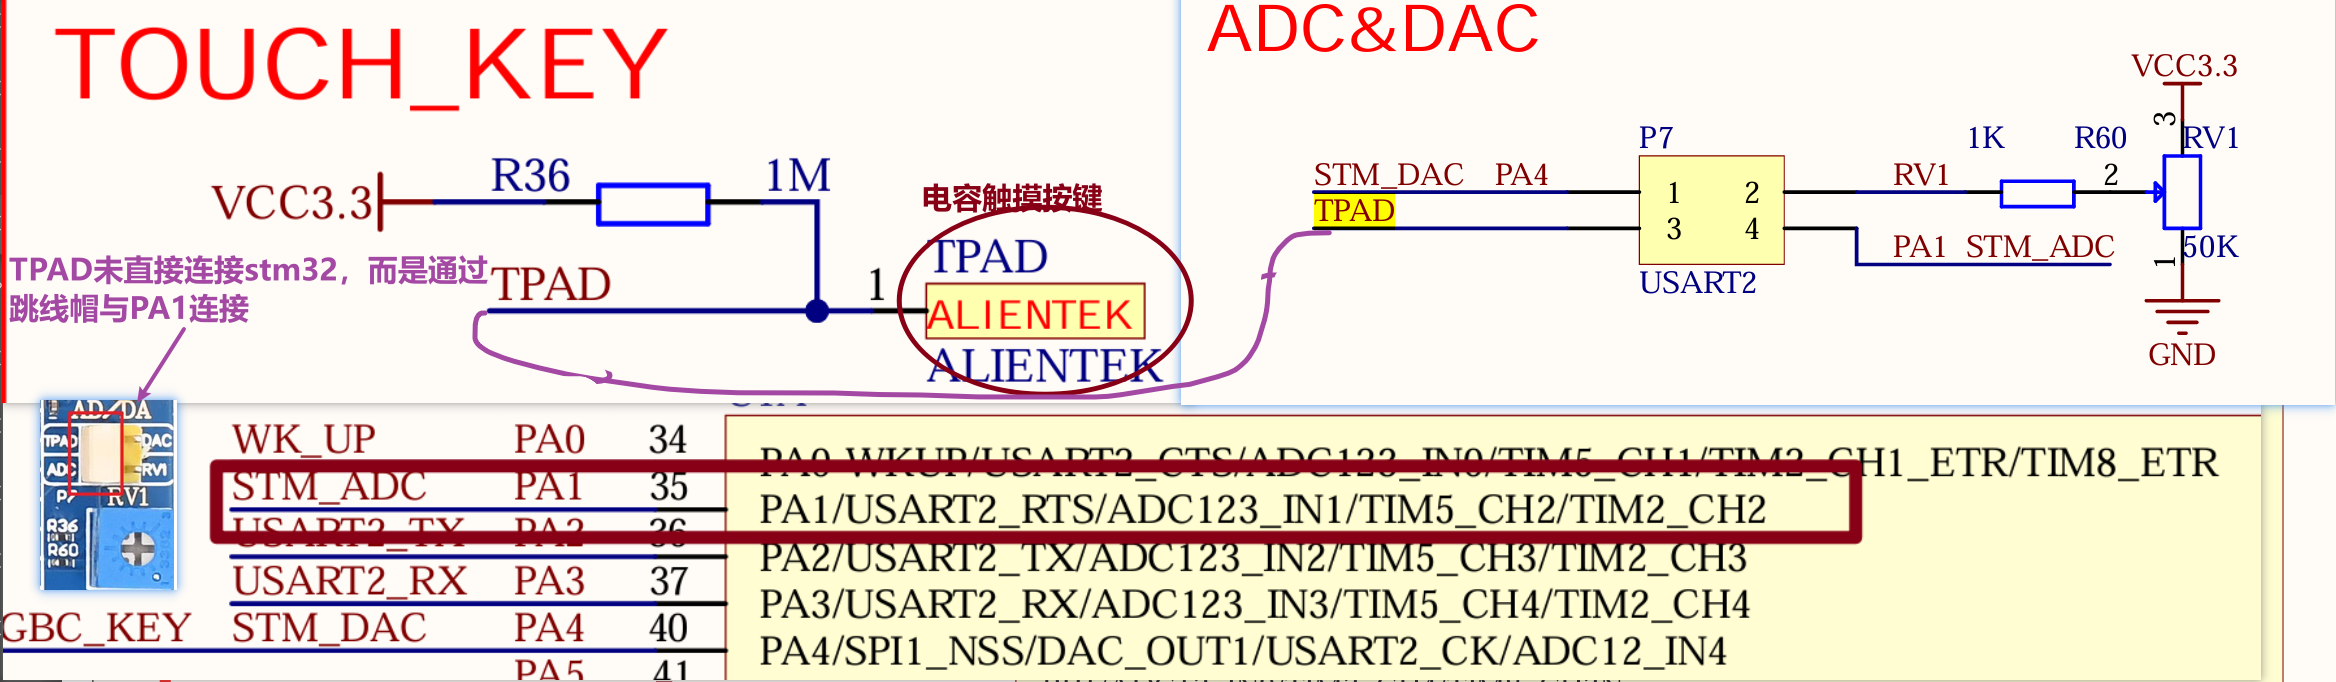 TOUCH_KEY
VCC3.3
R36
1M
电容触摸按键
TPAD
TPAD未直接连接stm32，而是通过
跳线帽与PA1连接
TPAD
1
ALIENTEK
ALIENTEK
ADC&DAC
VCC3.3
3
P7
1K
R60
RV1
STM_DAC PA4
1 2
RV1
2
TPAD
3 4
PA1 STM_ADC
1
50K
USART2
GND
AD/DA
TPAD
DAC
ADC
RV1
RV1
R36
R60
WK_UP PA0 34
PA0-WKUP/USART2_CTS/ADC123_IN0/TIM5_CH1/TIM2_CH1_ETR/TIM8_ETR
STM_ADC PA1 35
PA1/USART2_RTS/ADC123_IN1/TIM5_CH2/TIM2_CH2
USART2_TX PA2 36
PA2/USART2_TX/ADC123_IN2/TIM5_CH3/TIM2_CH3
USART2_RX PA3 37
PA3/USART2_RX/ADC123_IN3/TIM5_CH4/TIM2_CH4
GBC_KEY STM_DAC PA4 40
PA4/SPI1_NSS/DAC_OUT1/USART2_CK/ADC12_IN4
PA5 41